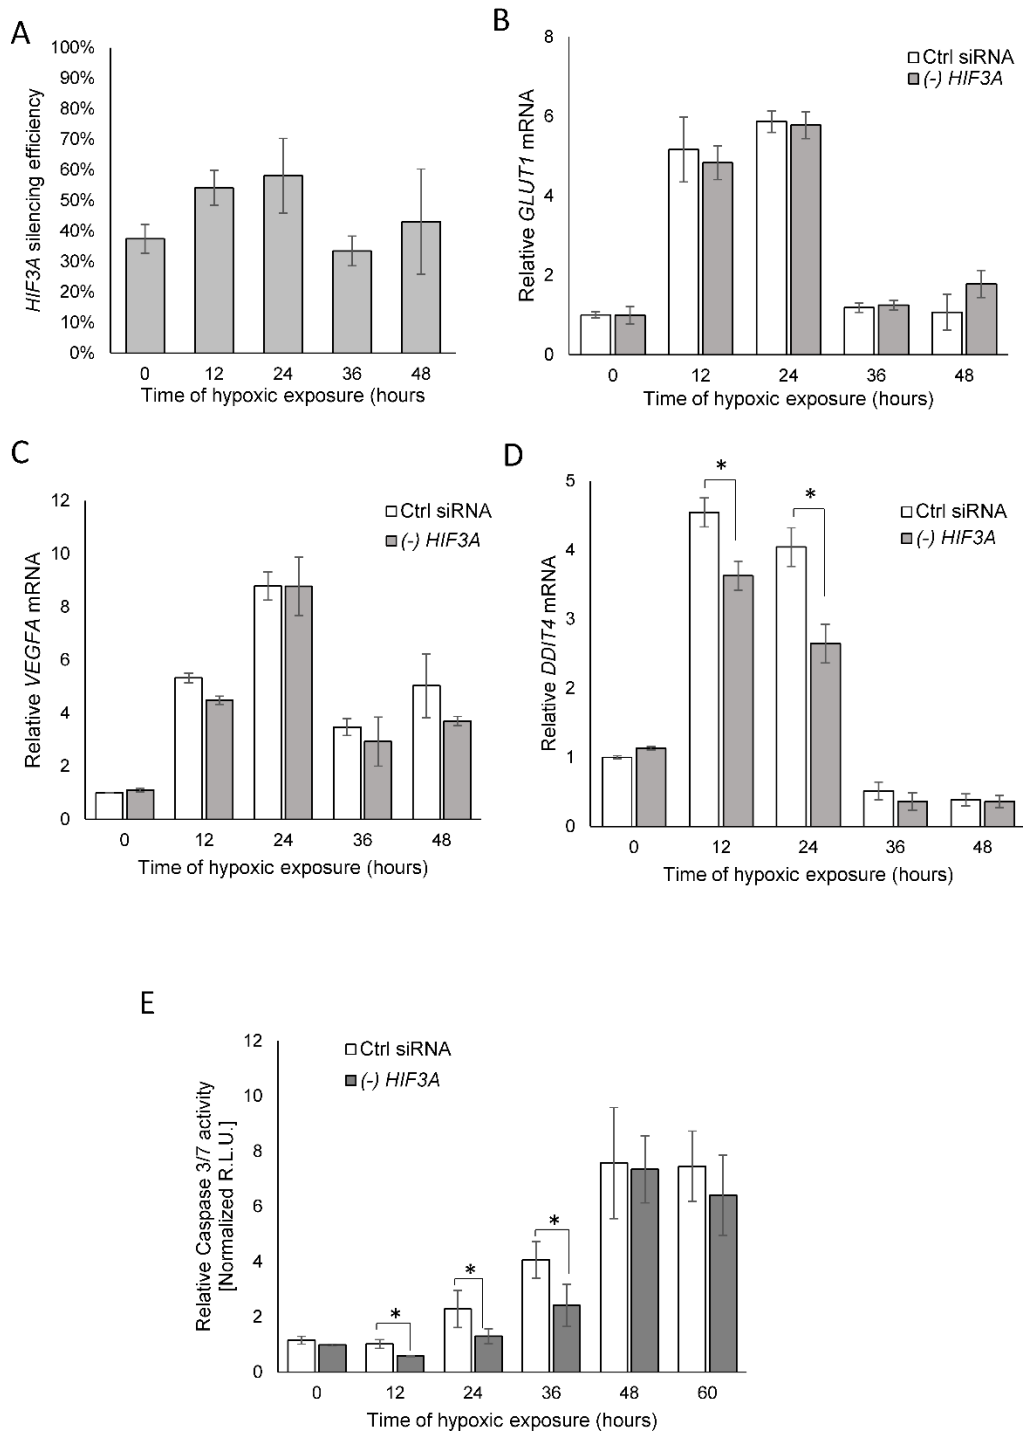 A
HIF3A silencing efficiency
100%
90%
80%
70%
60%
50%
40%
30%
20%
10%
0%
0 12 24 36 48
Time of hypoxic exposure (hours
B
Relative GLUT1 mRNA
8
6
4
2
0
Ctrl siRNA
(-) HIF3A
0 12 24 36 48
Time of hypoxic exposure (hours)
C
Relative VEGFA mRNA
12
10
8
6
4
2
0
Ctrl siRNA
(-) HIF3A
0 12 24 36 48
Time of hypoxic exposure (hours)
D
Relative DDIT4 mRNA
5
4
3
2
1
0
* *
Ctrl siRNA
(-) HIF3A
0 12 24 36 48
Time of hypoxic exposure (hours)
E
Relative Caspase 3/7 activity
[Normalized R.L.U.]
12
10
8
6
4
2
0
Ctrl siRNA
(-) HIF3A
* * *
0 12 24 36 48 60
Time of hypoxic exposure (hours)